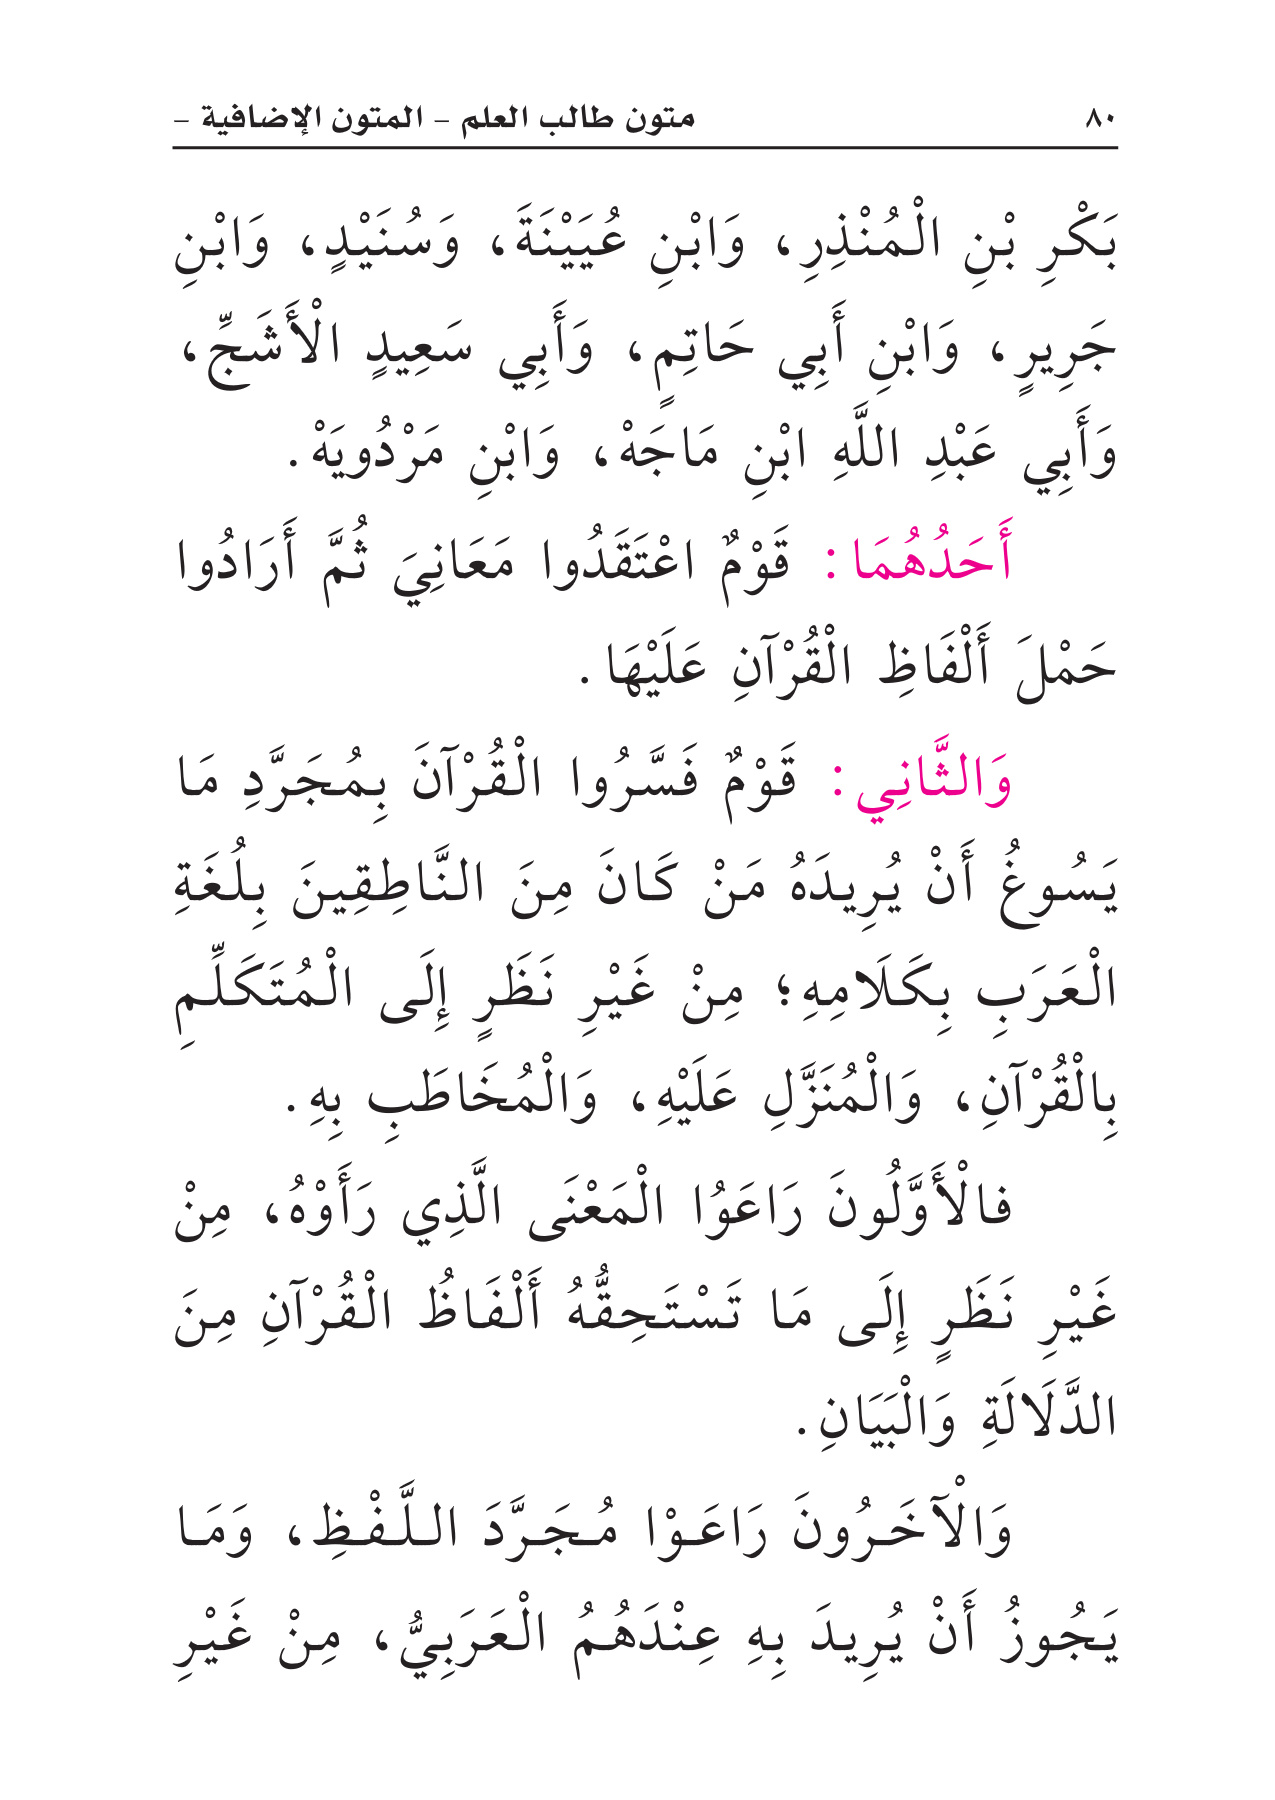 ٨٠ متون طالب العلم – المتون الإضافية –
بَكْرِ بْنِ الْمُنْذِرِ، وَابْنِ عُيَيْنَةَ، وَسُنَيْدٍ، وَابْنِ
جَرِيرٍ، وَابْنِ أَبِي حَاتِمٍ، وَأَبِي سَعِيدٍ الْأَشَجِّ،
وَأَبِي عَبْدِ اللَّهِ ابْنِ مَاجَهْ، وَابْنِ مَرْدُويَهْ.
أَحَدُهُمَا: قَوْمٌ اعْتَقَدُوا مَعَانِيَ ثُمَّ أَرَادُوا
حَمْلَ أَلْفَاظِ الْقُرْآنِ عَلَيْهَا.
وَالثَّانِي: قَوْمٌ فَسَّرُوا الْقُرْآنَ بِمُجَرَّدِ مَا
يَسُوغُ أَنْ يُرِيدَهُ مَنْ كَانَ مِنَ النَّاطِقِينَ بِلُغَةِ
الْعَرَبِ بِكَلَامِهِ؛ مِنْ غَيْرِ نَظَرٍ إِلَى الْمُتَكَلِّمِ
بِالْقُرْآنِ، وَالْمُنَزَّلِ عَلَيْهِ، وَالْمُخَاطَبِ بِهِ.
فالْأَوَّلُونَ رَاعَوُا الْمَعْنَى الَّذِي رَأَوْهُ، مِنْ
غَيْرِ نَظَرٍ إِلَى مَا تَسْتَحِقُّهُ أَلْفَاظُ الْقُرْآنِ مِنَ
الدَّلَالَةِ وَالْبَيَانِ.
وَالْآخَرُونَ رَاعَوْا مُجَرَّدَ اللَّفْظِ، وَمَا
يَجُوزُ أَنْ يُرِيدَ بِهِ عِنْدَهُمُ الْعَرَبِيُّ، مِنْ غَيْرِ